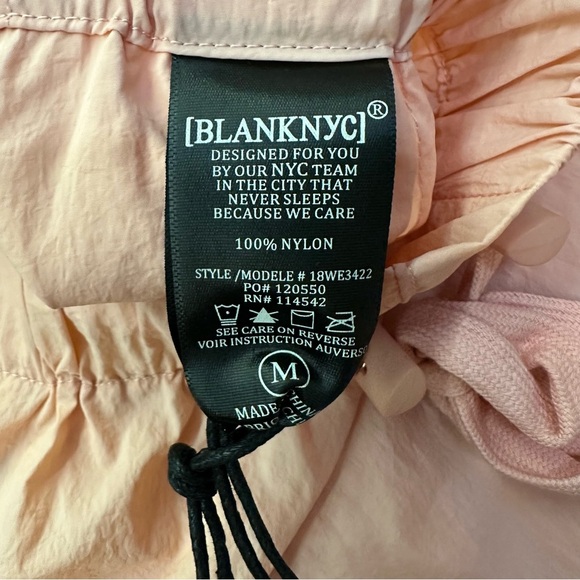 [BLANKNYC]®
DESIGNED FOR YOU
BY OUR NYC TEAM
IN THE CITY THAT
NEVER SLEEPS
BECAUSE WE CARE
100% NYLON
STYLE /MODELE # 18WE3422
PO# 120550
RN# 114542
SEE CARE ON REVERSE
VOIR INSTRUCTION AUVERSO
M
MADE